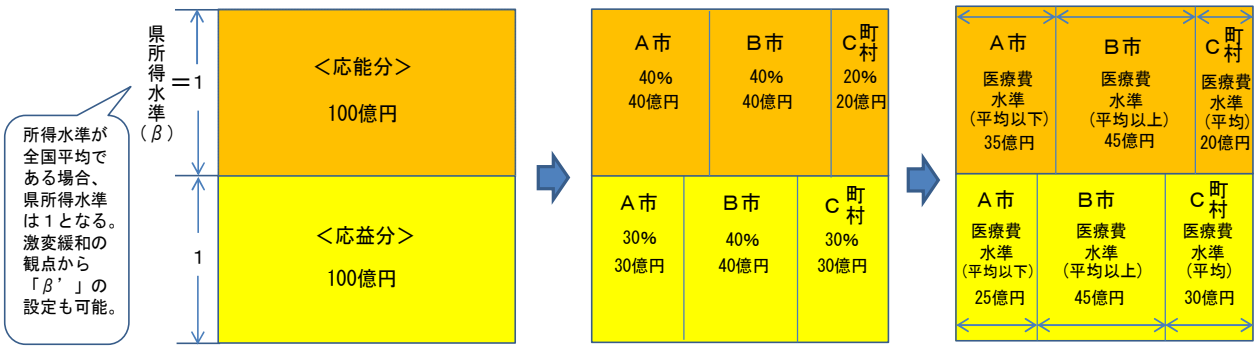 県所得水準(β)
＝1
1
所得水準が
全国平均で
ある場合、
県所得水準
は１となる。
激変緩和の
観点から
「β’」の
設定も可能。
＜応能分＞
100億円
＜応益分＞
100億円
A市
40%
40億円
B市
40%
40億円
C町村
20%
20億円
A市
30%
30億円
B市
40%
40億円
C町村
30%
30億円
A市
医療費
水準
(平均以下)
35億円
B市
医療費
水準
(平均以上)
45億円
C町村
医療費
水準
(平均)
20億円
A市
医療費
水準
(平均以下)
25億円
B市
医療費
水準
(平均以上)
45億円
C町村
医療費
水準
(平均)
30億円